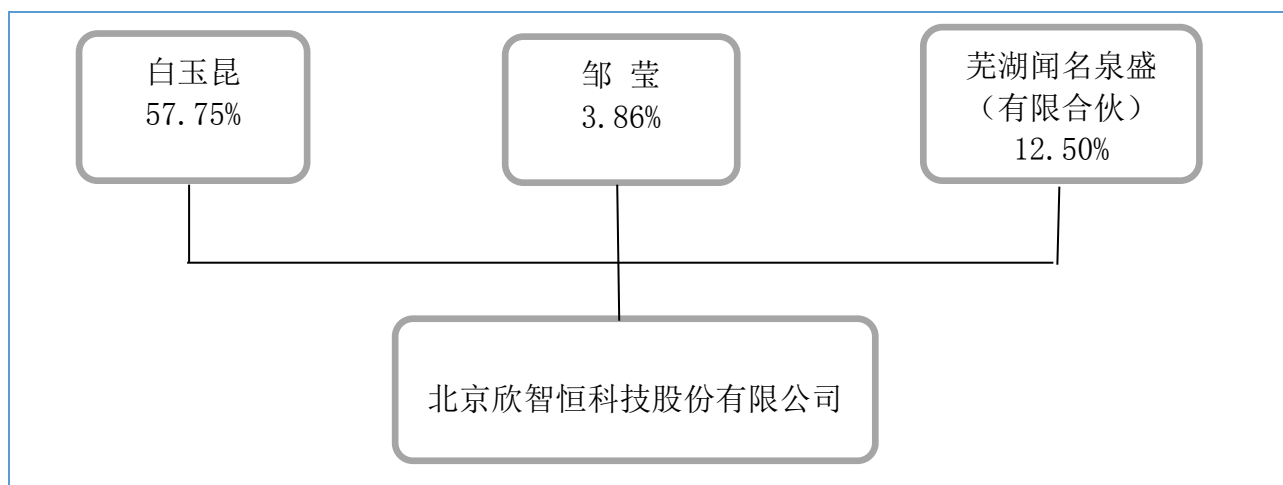 白玉昆
57.75%
邹 莹
3.86%
芜湖闻名泉盛
（有限合伙）
12.50%
北京欣智恒科技股份有限公司